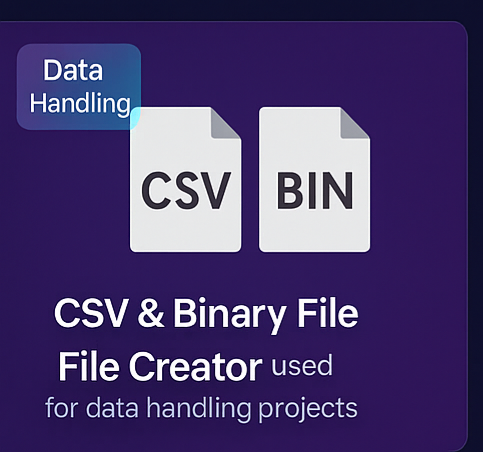 Data
Handling
CSV BIN
CSV & Binary File
File Creator used
for data handling projects